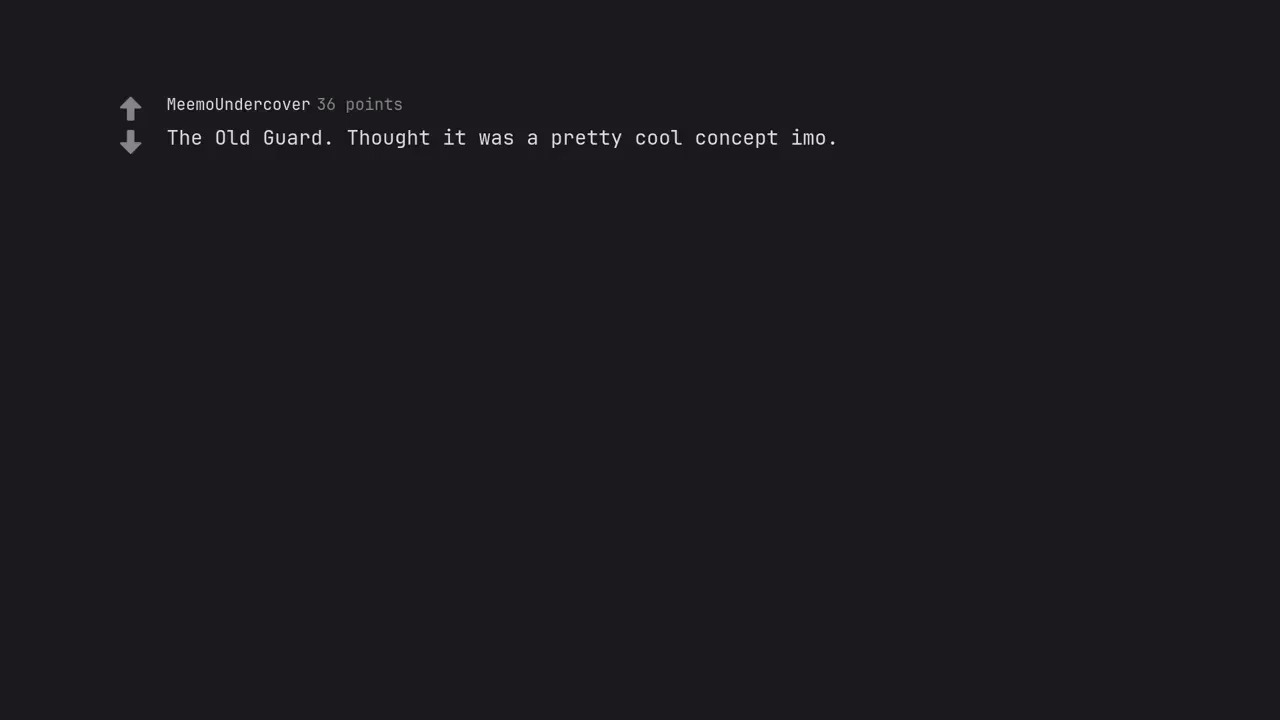 MeemoUndercover 36 points
The Old Guard. Thought it was a pretty cool concept imo.